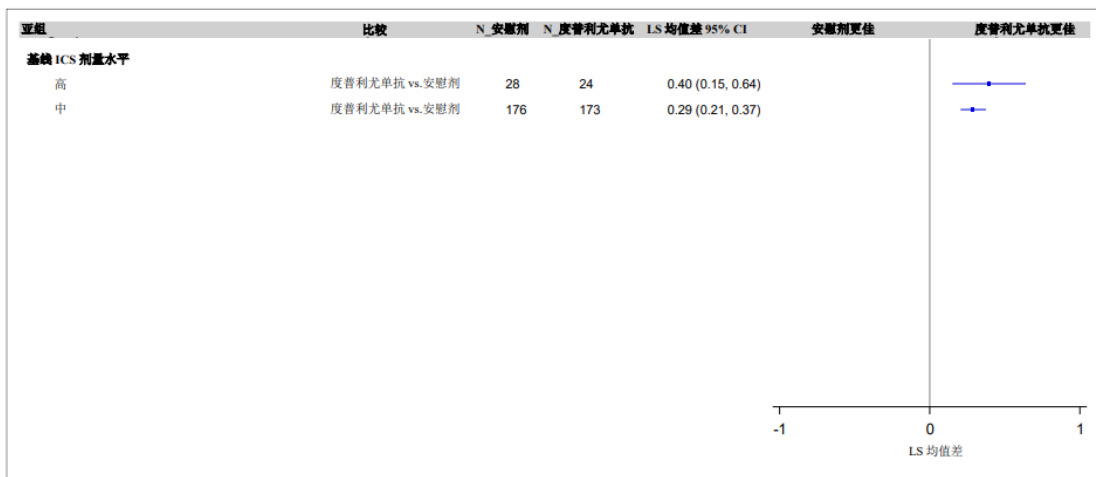 亚组 比较 N_安慰剂 N_度普利尤单抗 LS 均值差 95% CI 安慰剂更佳 度普利尤单抗更佳
基线 ICS 剂量水平
高 度普利尤单抗 vs.安慰剂 28 24 0.40 (0.15, 0.64)
中 度普利尤单抗 vs.安慰剂 176 173 0.29 (0.21, 0.37)
-1 0 1
LS 均值差